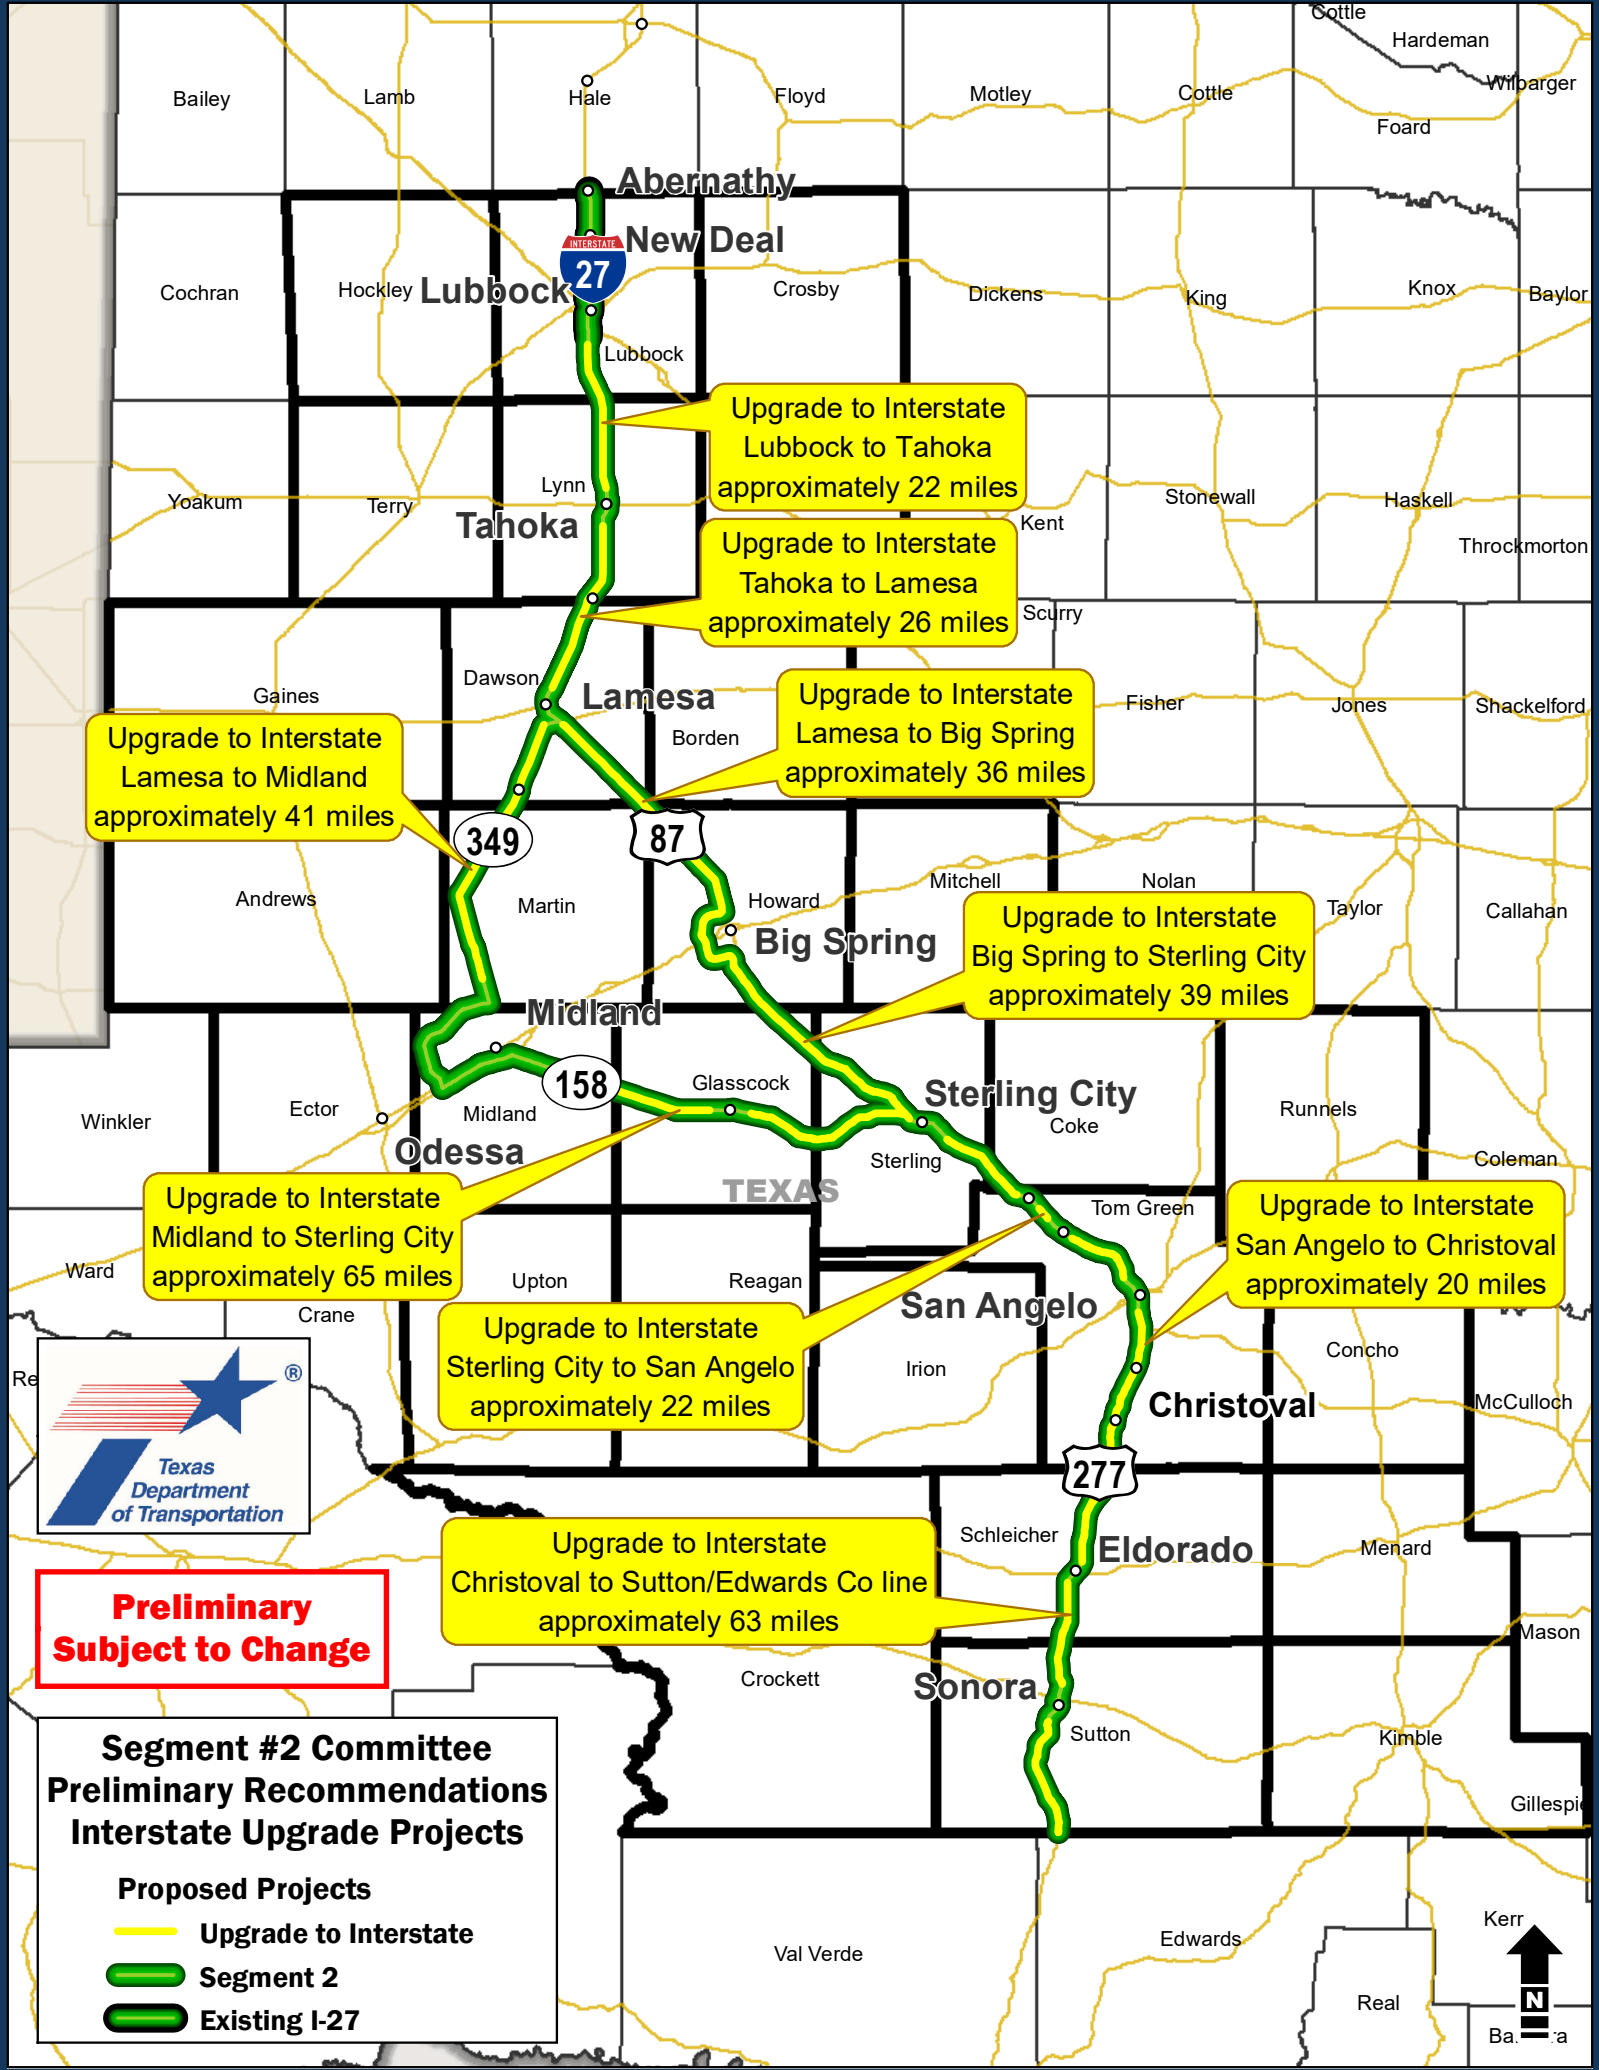 Cottle
Hardeman
Bailey
Lamb
Hale
Floyd
Motley
Cottle
Wilbarger
Foard
Abernathy
New Deal
INTERSTATE
27
Cochran
Hockley
Lubbock
Crosby
Dickens
King
Knox
Baylor
Lubbock
Upgrade to Interstate
Lubbock to Tahoka
approximately 22 miles
Yoakum
Terry
Lynn
Tahoka
Kent
Stonewall
Haskell
Throckmorton
Upgrade to Interstate
Tahoka to Lamesa
approximately 26 miles
Scurry
Gaines
Dawson
Lamesa
Borden
Upgrade to Interstate
Lamesa to Big Spring
approximately 36 miles
Fisher
Jones
Shackelford
Upgrade to Interstate
Lamesa to Midland
approximately 41 miles
349
87
Andrews
Martin
Howard
Mitchell
Nolan
Taylor
Callahan
Big Spring
Upgrade to Interstate
Big Spring to Sterling City
approximately 39 miles
Midland
158
Glasscock
Sterling City
Winkler
Ector
Midland
Coke
Runnels
Odessa
Sterling
Coleman
TEXAS
Upgrade to Interstate
Midland to Sterling City
approximately 65 miles
Tom Green
Upgrade to Interstate
San Angelo to Christoval
approximately 20 miles
Ward
Upton
Reagan
San Angelo
Crane
Upgrade to Interstate
Sterling City to San Angelo
approximately 22 miles
Irion
Concho
Re
®
Texas
Department
of Transportation
Christoval
McCulloch
277
Upgrade to Interstate
Christoval to Sutton/Edwards Co line
approximately 63 miles
Schleicher
Eldorado
Menard
Preliminary
Subject to Change
Mason
Crockett
Sonora
Sutton
Kimble
Gillespie
Segment #2 Committee
Preliminary Recommendations
Interstate Upgrade Projects
Proposed Projects
Upgrade to Interstate
Segment 2
Existing I-27
Val Verde
Edwards
Kerr
Real
N